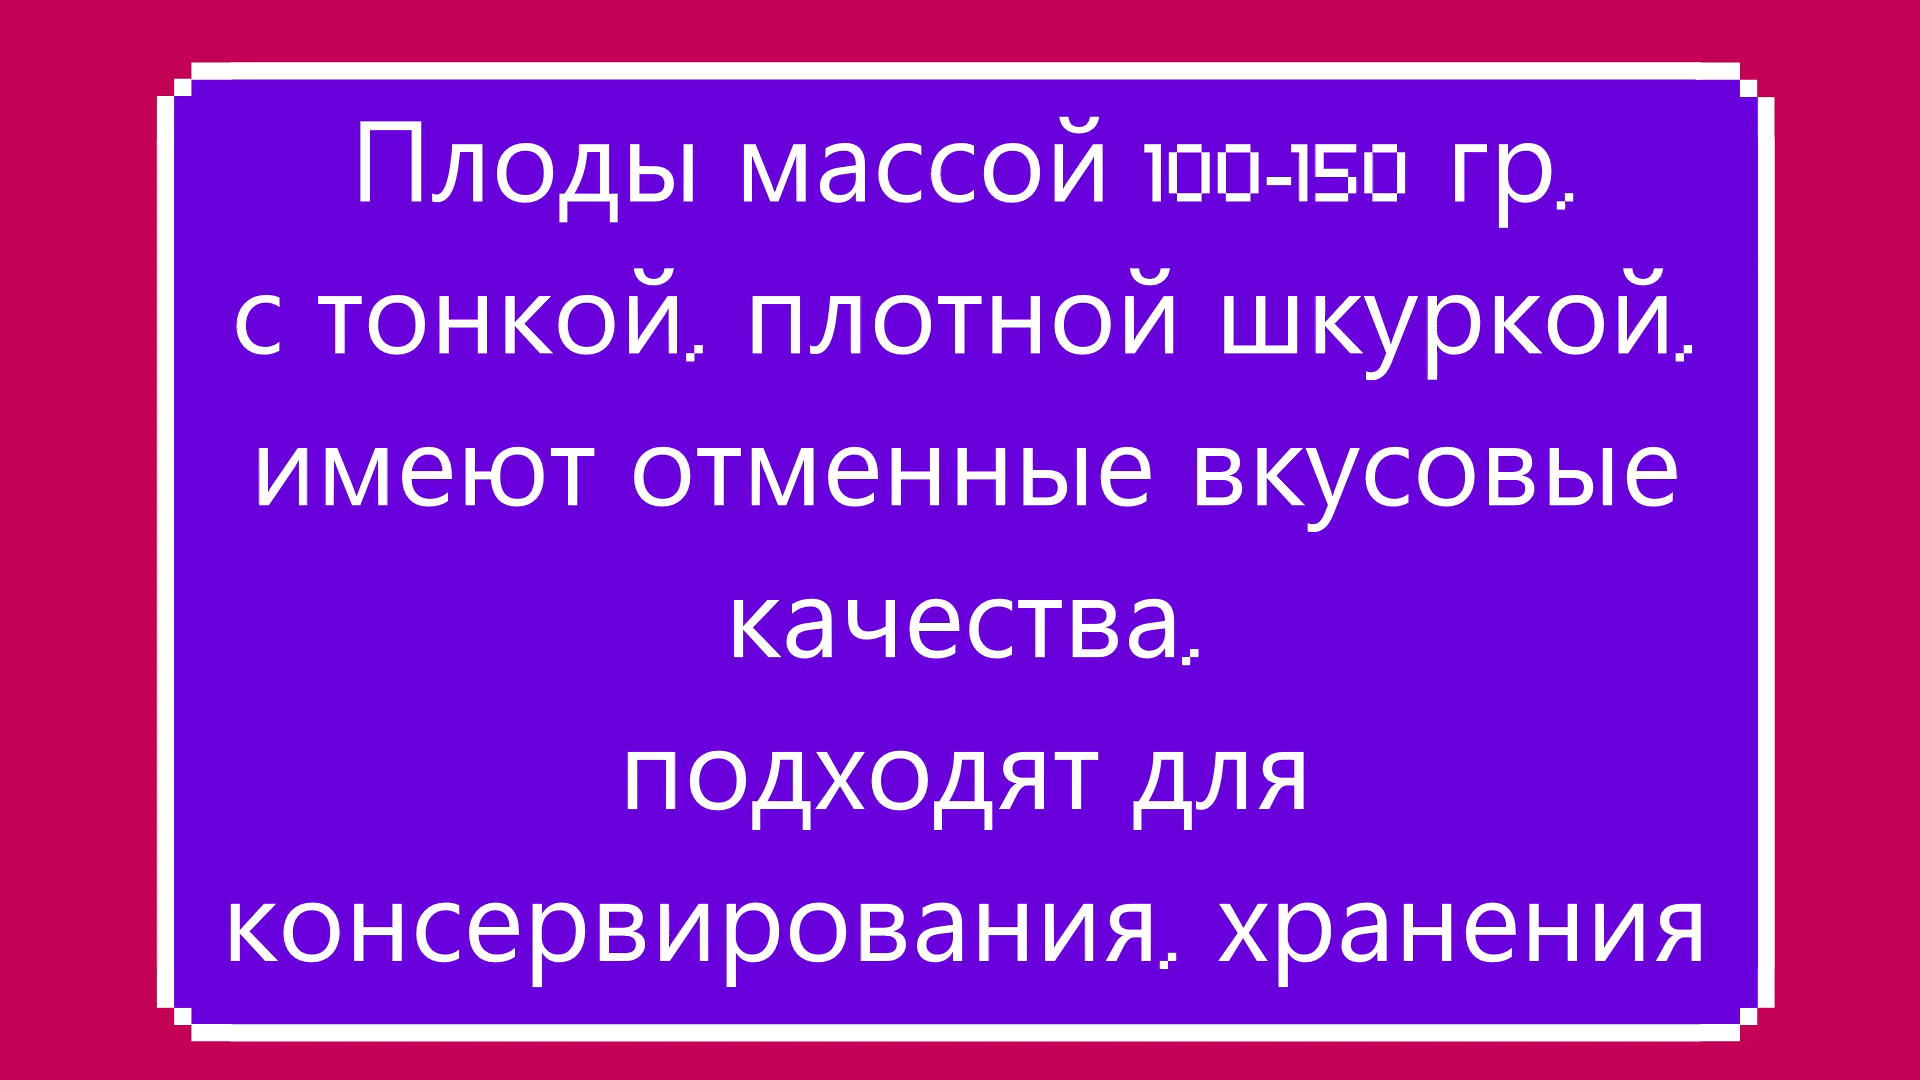 Плоды массой 100-150 гр,
с тонкой, плотной шкуркой,
имеют отменные вкусовые
качества,
подходят для
консервирования, хранения